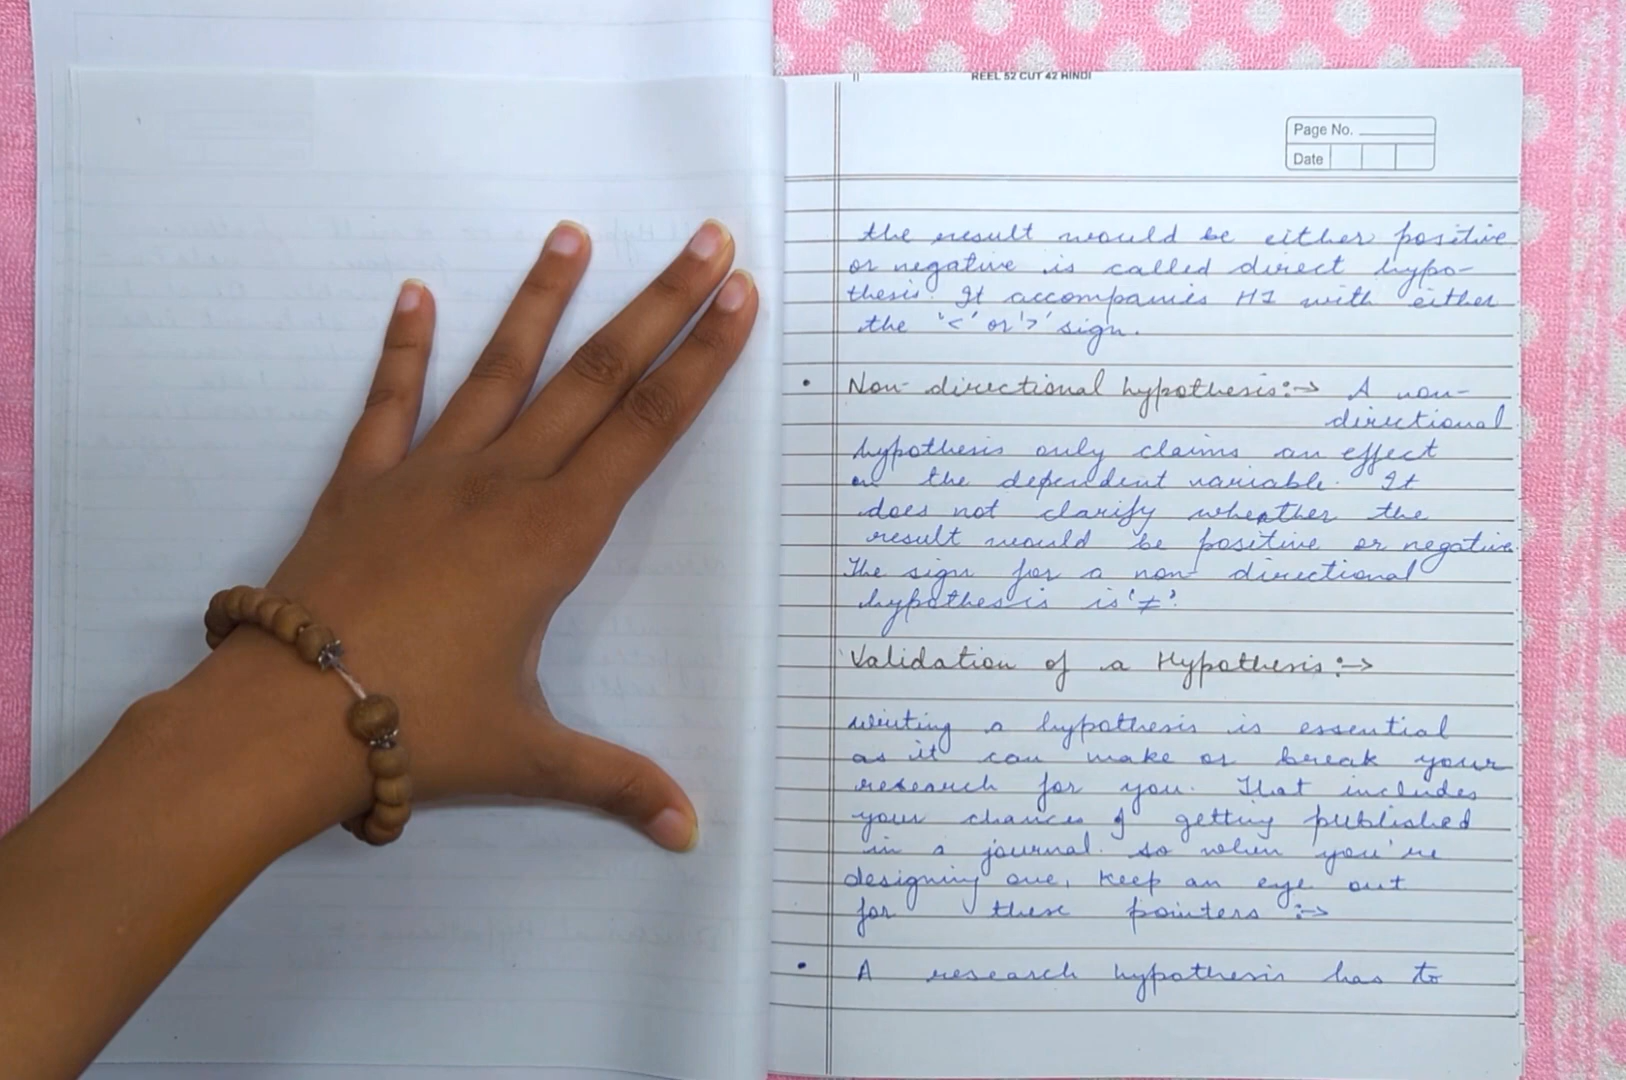 REEL 52 CUT 42 HINDI
Page No.
Date
the result would be either positive
or negative is called direct hypo-
thesis. It accompanies H1 with either
the '<' or '>' sign.
• Non-directional hypothesis:→ A non-
directional
hypothesis only claims an effect
on the dependent variable. It
does not clarify wheather the
result would be positive or negative.
The sign for a non-directional
hypothesis is '≠'.
Validation of a Hypothesis:→
writing a hypothesis is essential
as it can make or break your
research for you. That includes
your chances of getting published
in a journal. so when you're
designing one, keep an eye out
for these pointers :→
• A research hypothesis has to